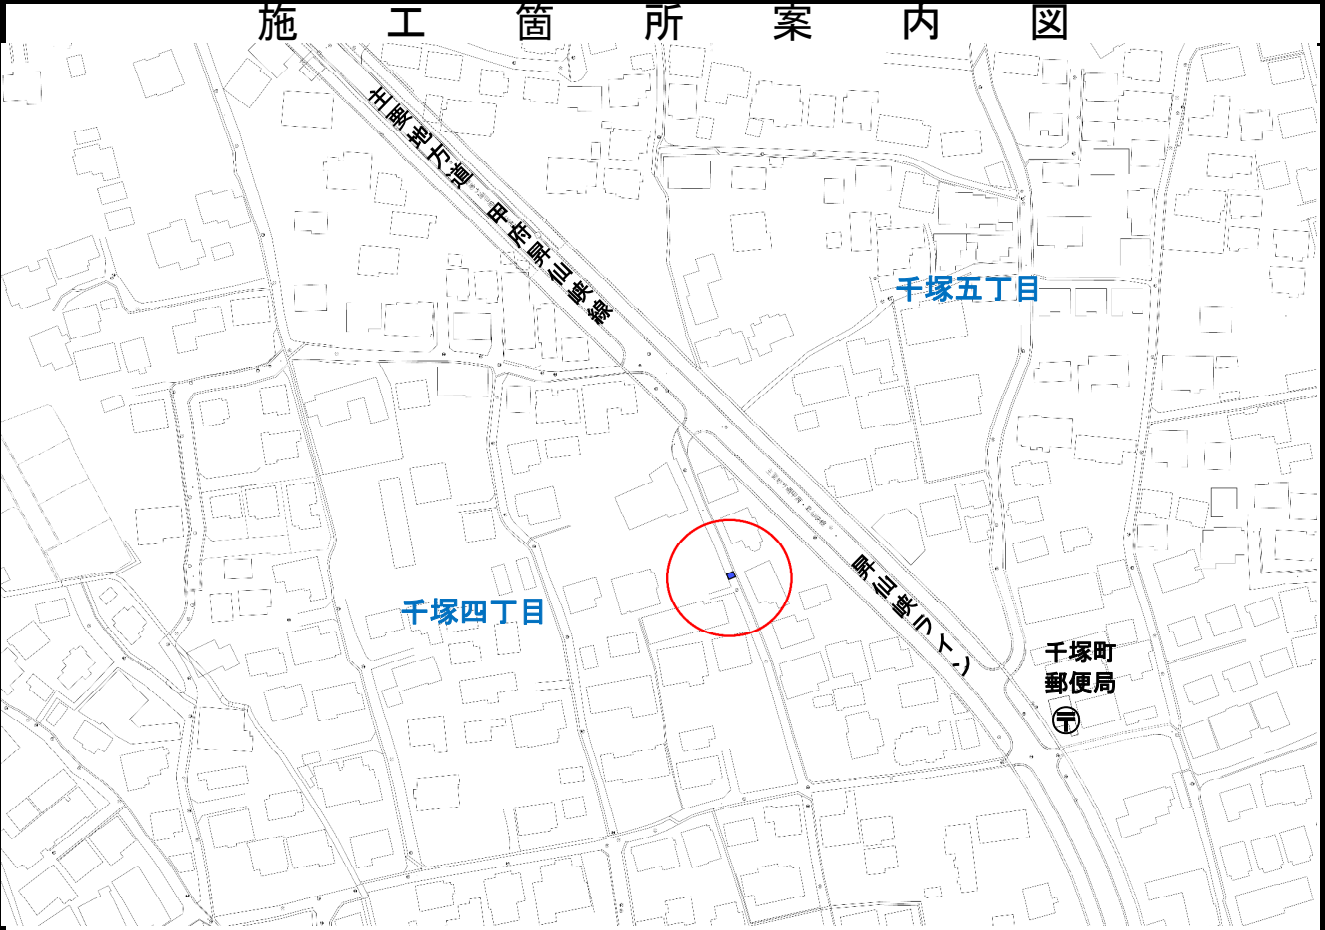 施工箇所案内図
主要地方道 甲府昇仙峡線
千塚五丁目
千塚四丁目
昇仙峡ライン
千塚町
郵便局
〒